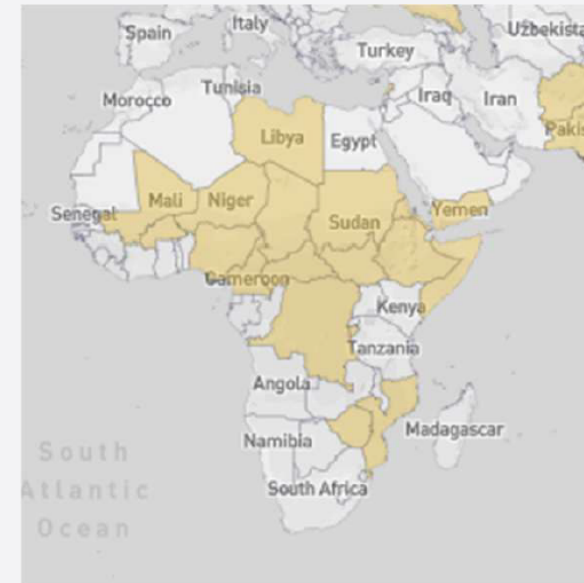 Spain
Italy
Uzbekista
Turkey
Tunisia
Morocco
Iraq
Iran
Libya
Egypt
Pakis
Mali
Niger
Senegal
Sudan
Yemen
Cameroon
Kenya
Tanzania
Angola
Madagascar
Namibia
South
Atlantic
Ocean
South Africa